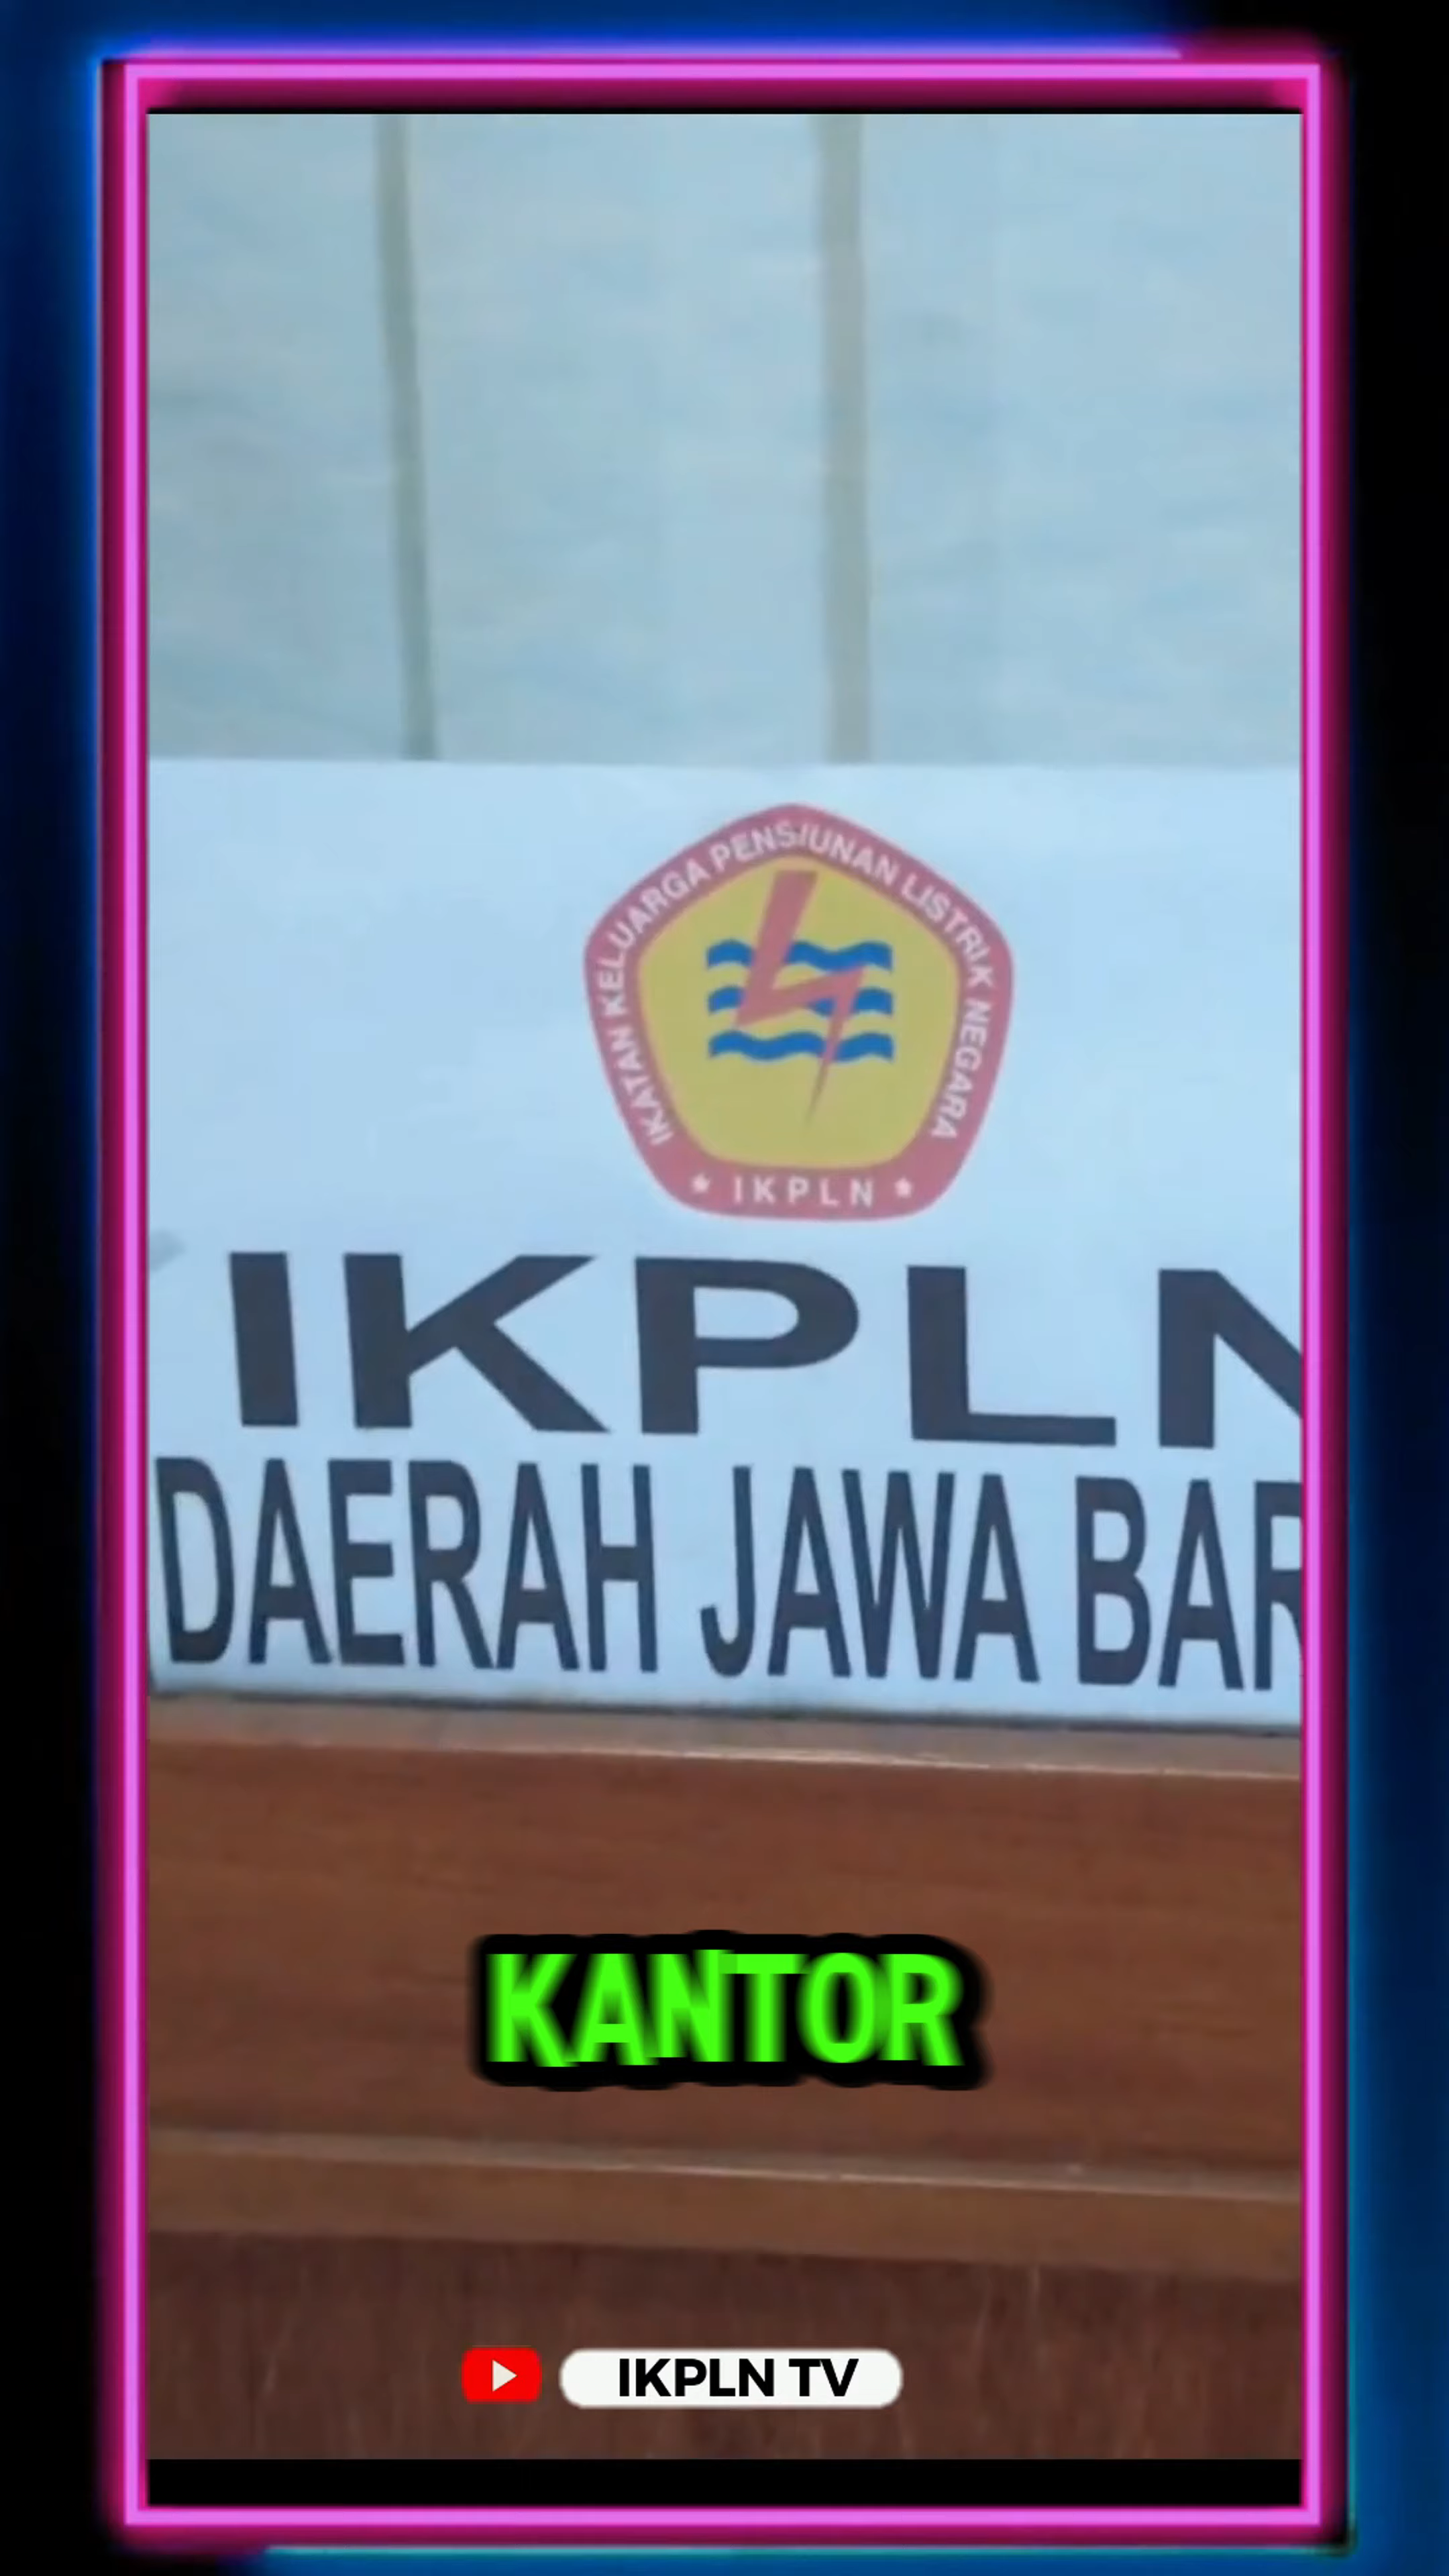 IKATAN KELUARGA PENSIUNAN LISTRIK NEGARA
* IKPLN *
IKPLN
DAERAH JAWA BAR
KANTOR
IKPLN TV